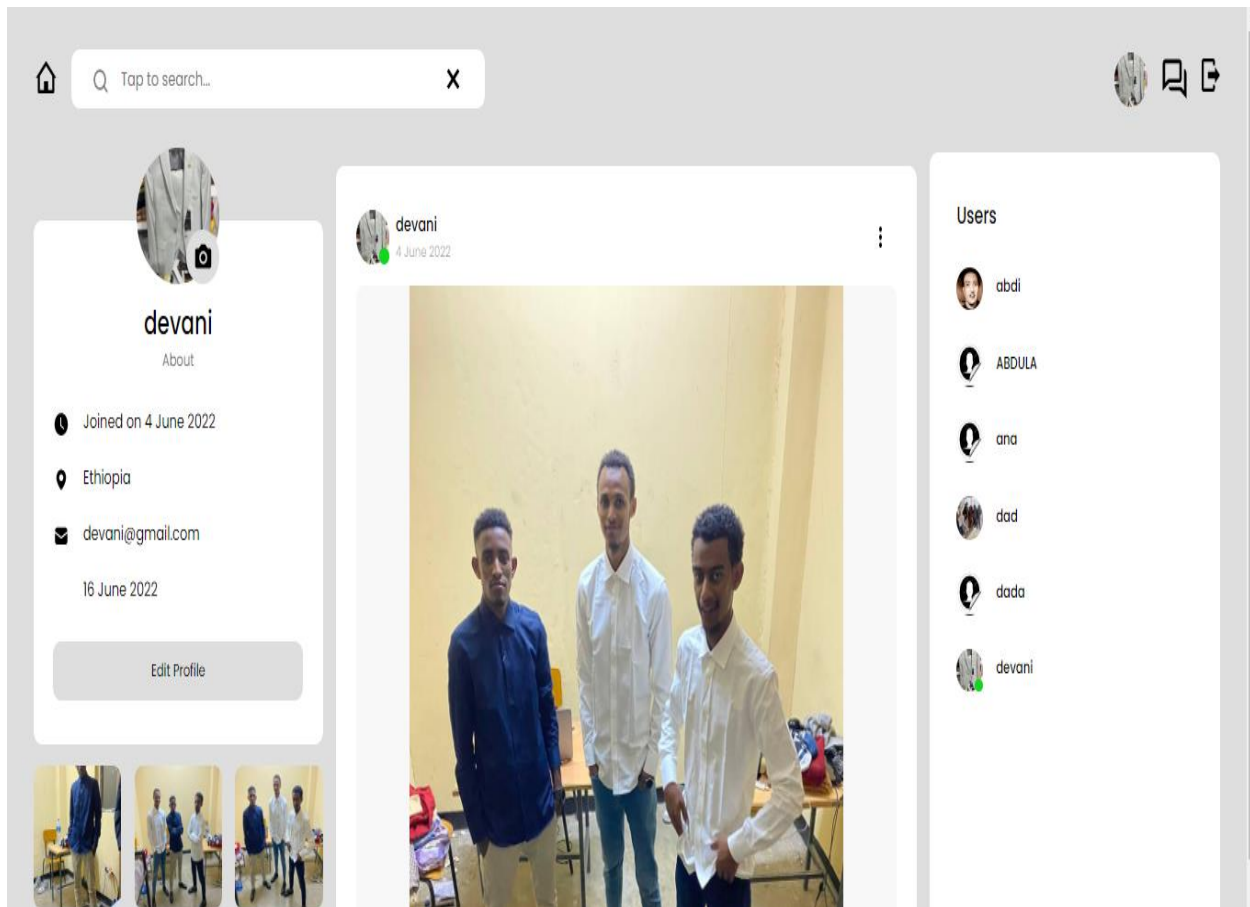 Tap to search...
X
devani
About
Joined on 4 June 2022
Ethiopia
devani@gmail.com
16 June 2022
Edit Profile
devani
4 June 2022
Users
abdi
ABDULA
ana
dad
dada
devani